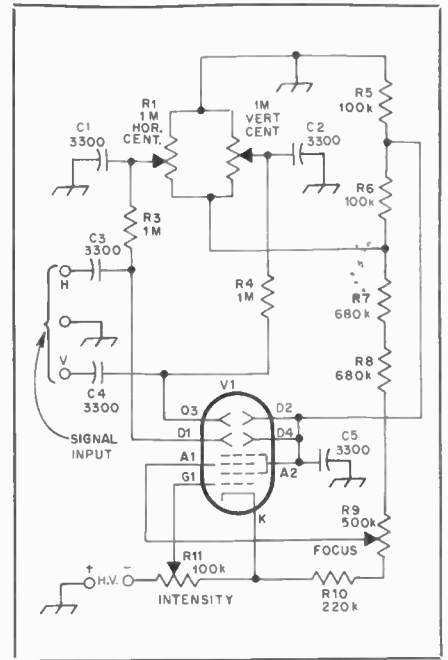 R1
1M
HOR.
CENT.
1M
VERT
CENT
R5
100k
C1
3300
C2
3300
R6
100k
R3
1M
C3
3300
H
R4
1M
R7
680k
R8
680k
V
C4
3300
V1
SIGNAL
INPUT
O3
D2
D1
D4
A1
A2
C5
3300
G1
K
R9
500k
FOCUS
+
−
H.V.
R11
100k
INTENSITY
R10
220k